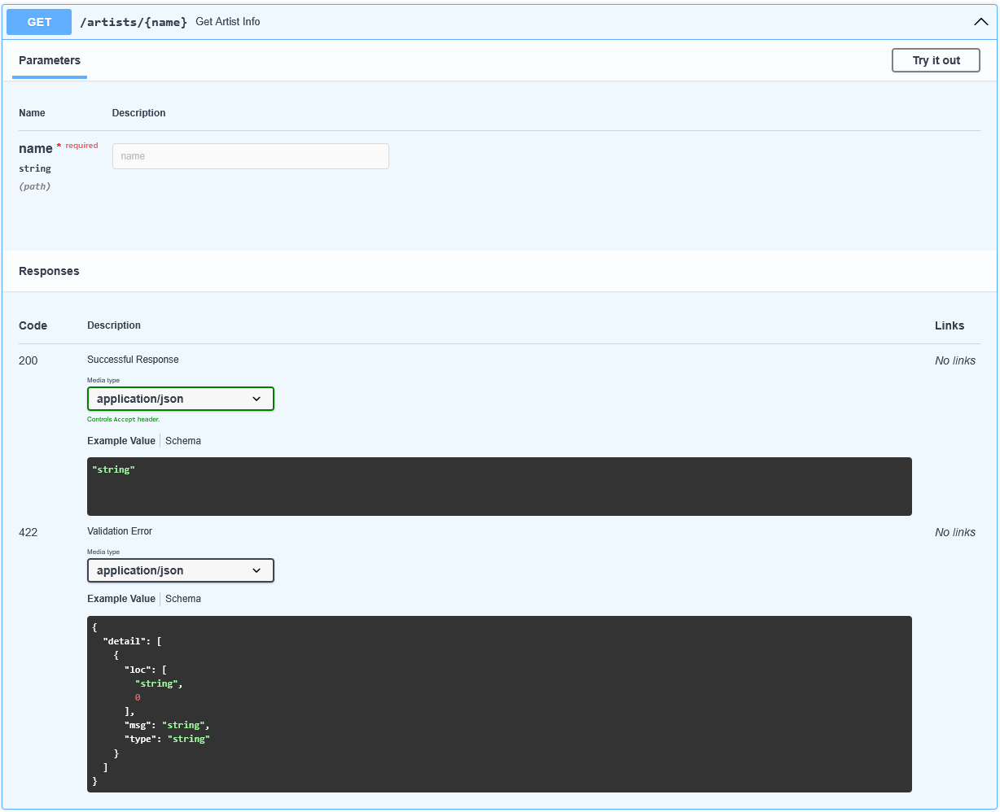 GET /artists/{name} Get Artist Info
Parameters Try it out
Name Description
name * required name
string
(path)
Responses
Code Description Links
200 Successful Response No links
Media type
application/json
Controls Accept header.
Example Value Schema
"string"
422 Validation Error No links
Media type
application/json
Example Value Schema
{
  "detail": [
    {
      "loc": [
        "string",
        0
      ],
      "msg": "string",
      "type": "string"
    }
  ]
}